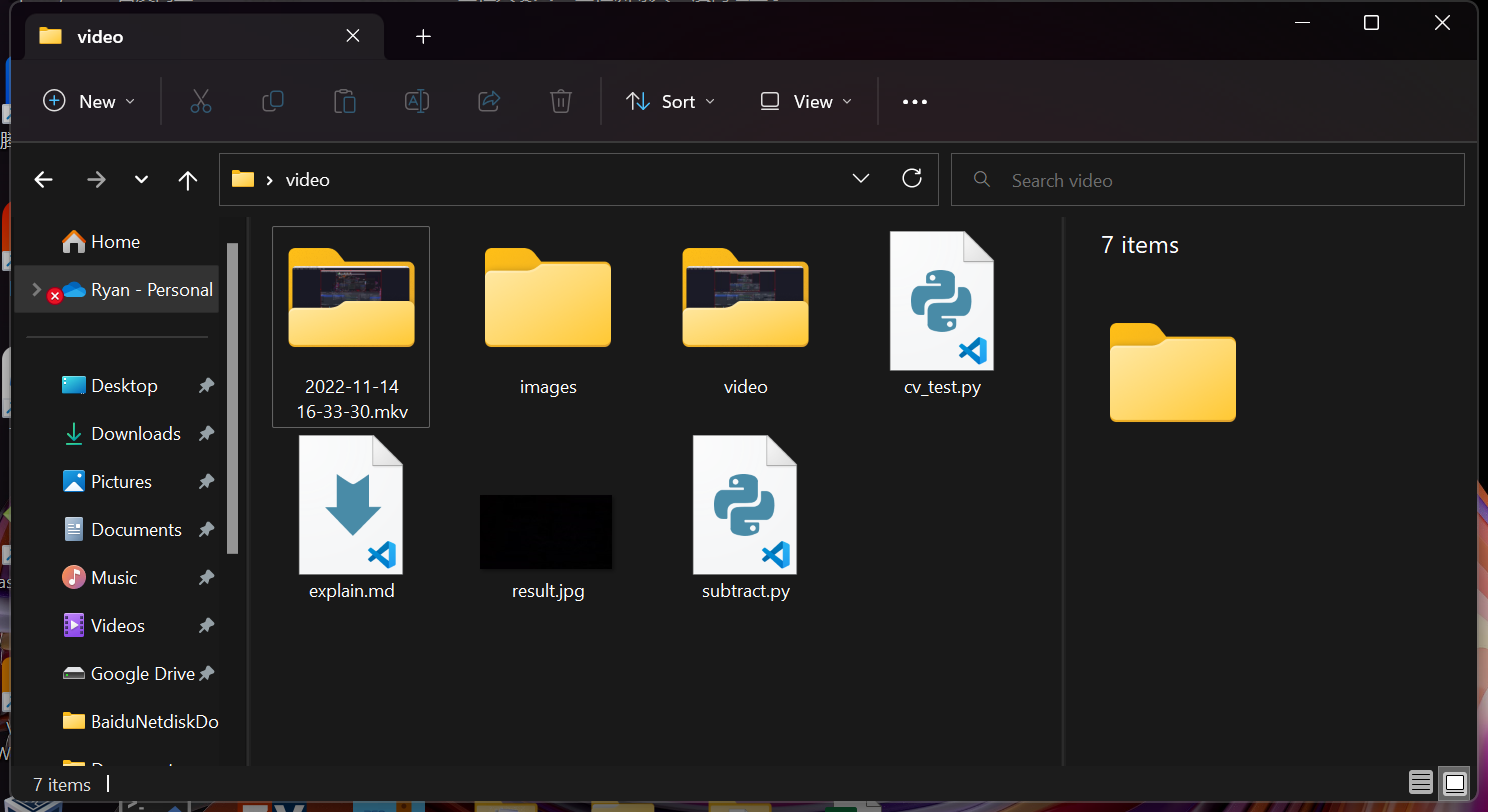 video
New
Sort
View
video
Search video
Home
Ryan - Personal
Desktop
Downloads
Pictures
Documents
Music
Videos
Google Drive
BaiduNetdiskDo
2022-11-14
16-33-30.mkv
images
video
cv_test.py
explain.md
result.jpg
subtract.py
7 items
7 items